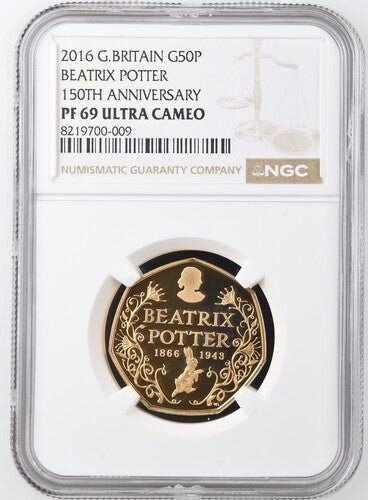 2016 G.BRITAIN G50P
BEATRIX POTTER
150TH ANNIVERSARY
PF 69 ULTRA CAMEO
8219700-009
NUMISMATIC GUARANTY COMPANY
NGC
BEATRIX
POTTER
1866 1943